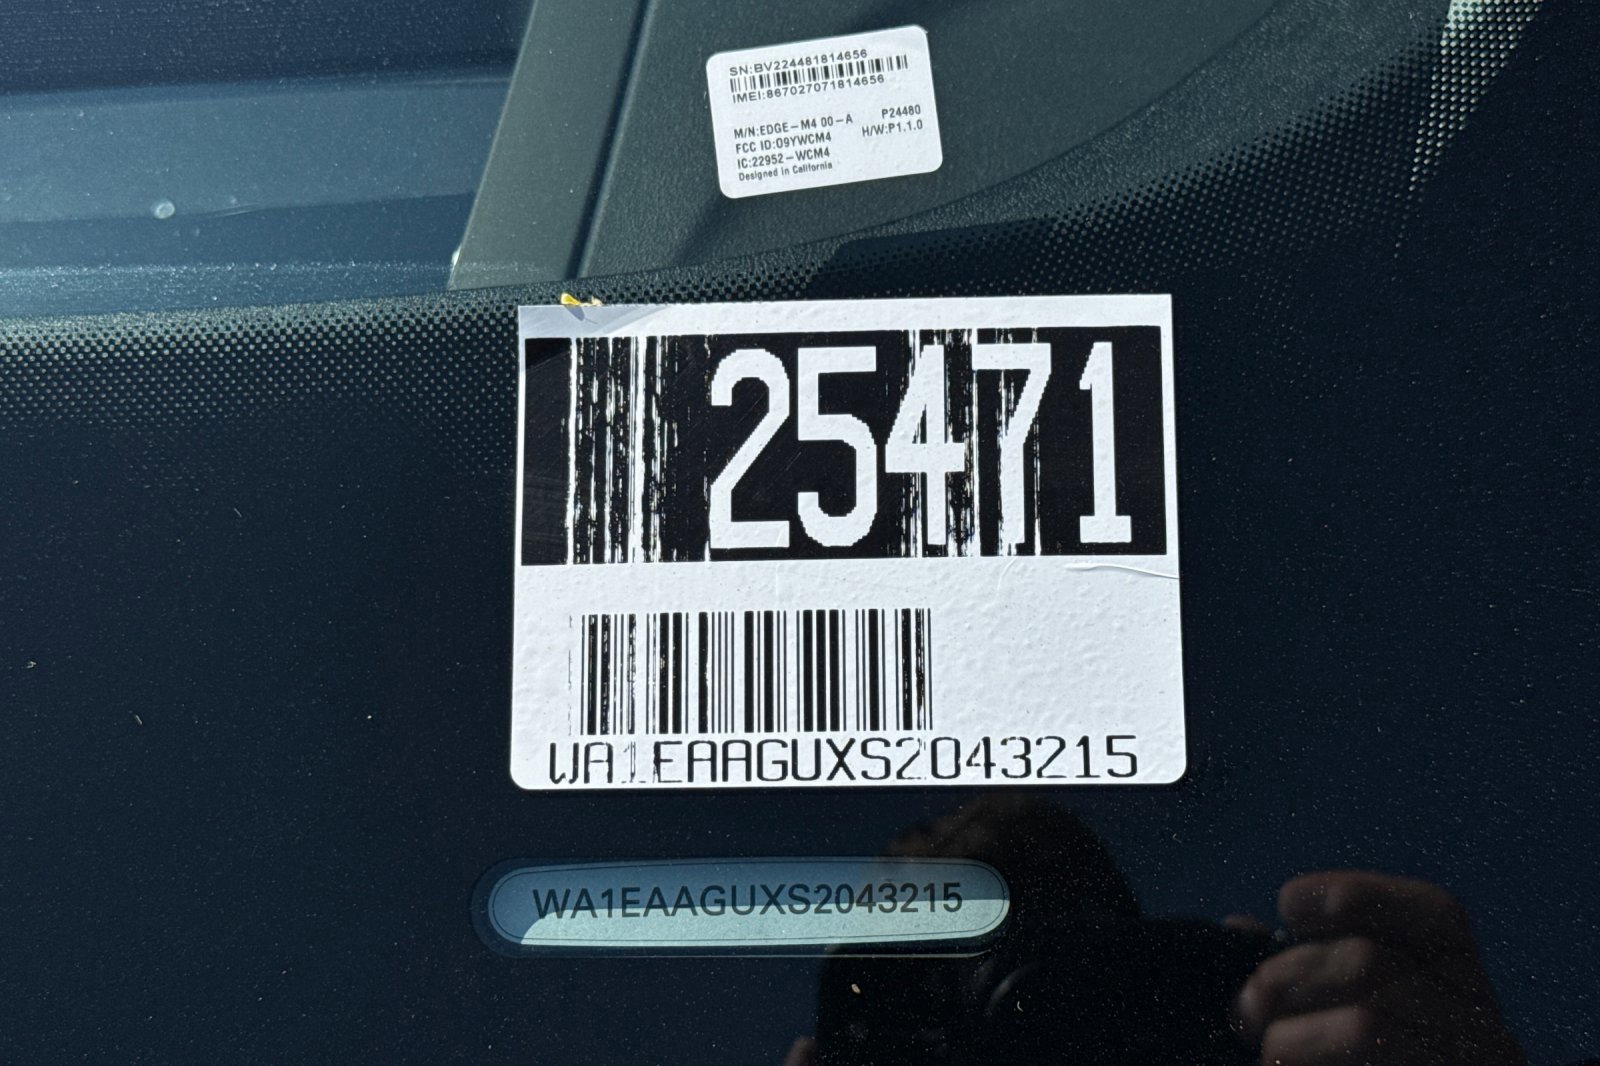 SN:BV224481814656
IMEI:867027071814656
M/N:EDGE-M4 00-A P24480
FCC ID:O9YWCM4 H/W:P1.1.0
IC:22952-WCM4
Designed in California
25471
WA1EAAGUXS2043215
WA1EAAGUXS2043215